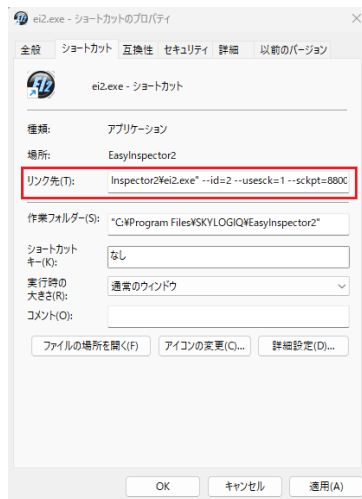 ei2.exe - ショートカットのプロパティ
全般 ショートカット 互換性 セキュリティ 詳細 以前のバージョン
EI2
ei2.exe - ショートカット
種類: アプリケーション
場所: EasyInspector2
リンク先(T): Inspector2¥ei2.exe" --id=2 --usesck=1 --sckpt=8800
作業フォルダー(S): "C:¥Program Files¥SKYLOGIQ¥EasyInspector2"
ショートカット
キー(K): なし
実行時の
大きさ(R): 通常のウィンドウ
コメント(O):
ファイルの場所を開く(F) アイコンの変更(C)... 詳細設定(D)...
OK キャンセル 適用(A)